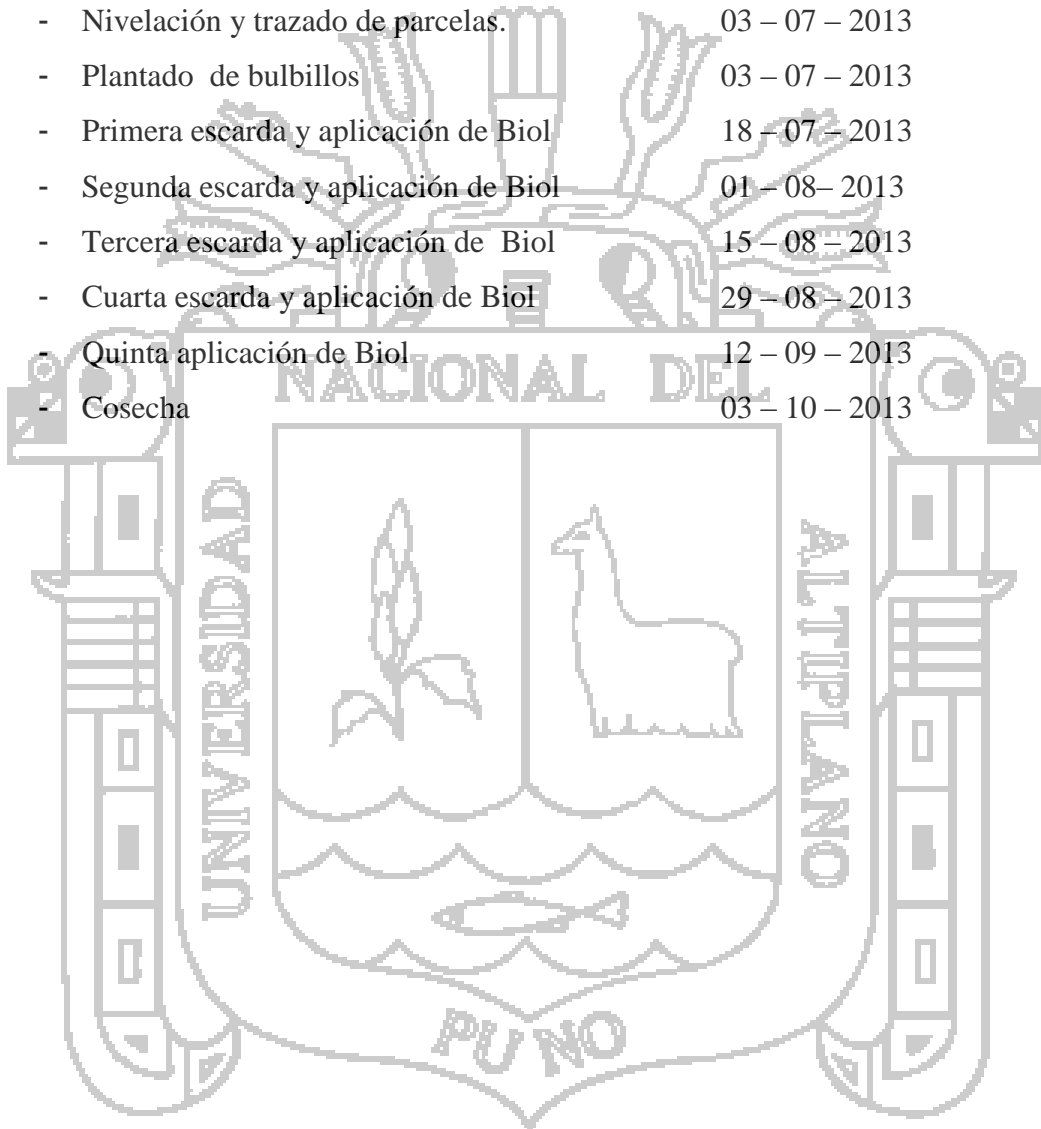 - Nivelación y trazado de parcelas. 03 – 07 – 2013
- Plantado de bulbillos 03 – 07 – 2013
- Primera escarda y aplicación de Biol 18 – 07 – 2013
- Segunda escarda y aplicación de Biol 01 – 08– 2013
- Tercera escarda y aplicación de Biol 15 – 08 – 2013
- Cuarta escarda y aplicación de Biol 29 – 08 – 2013
- Quinta aplicación de Biol 12 – 09 – 2013
NACIONAL DEL
- Cosecha 03 – 10 – 2013
UNIVERSIDAD
ALTIPLANO
PUNO